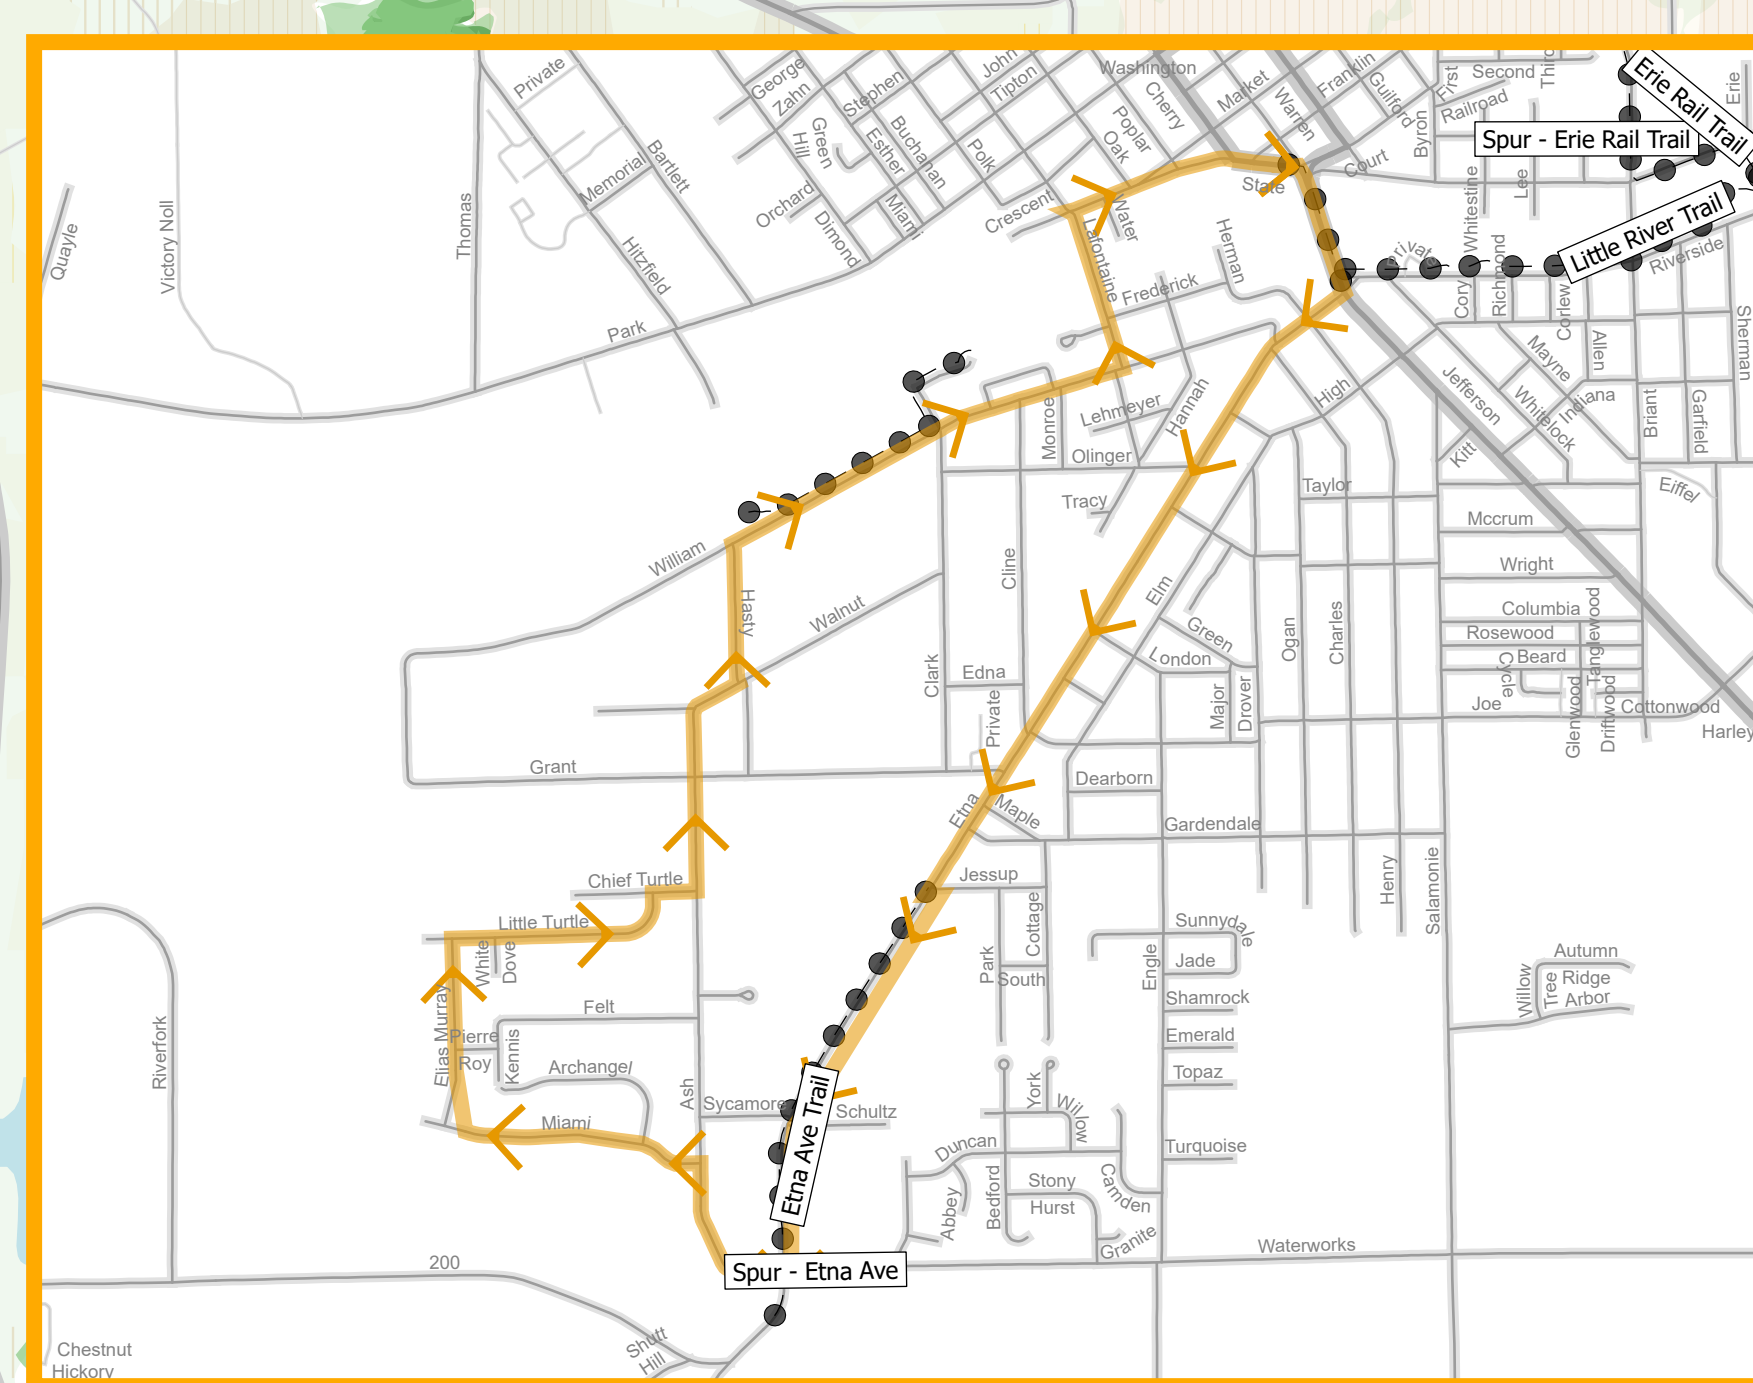 Private
George
Zahn
Stephen
John
Tipton
Washington
Cherry
Market
Warren
Franklin
Guilford
First
Second
Third
Railroad
Byron
Erie
Erie Rail Trail
Spur - Erie Rail Trail
Green
Hill
Esther
Buchanan
Polk
Poplar
Oak
Court
State
Bartlett
Memorial
Orchard
Dimond
Miami
Crescent
Water
Lafontaine
Herman
Whitestine
Lee
Little River Trail
Riverside
Quayle
Victory Noll
Thomas
Hitzfield
Park
Frederick
Private
Cory
Richmond
Corlew
Allen
Sherman
Mayne
Jefferson
Whitelock
Indiana
Briant
Garfield
High
Hannah
Lehmeyer
Monroe
Olinger
Kitt
Taylor
Tracy
Eiffel
Mccrum
William
Cline
Wright
Hasty
Walnut
Elm
Columbia
Rosewood
Tanglewood
Beard
Cycle
Green
London
Ogan
Charles
Clark
Edna
Private
Major
Drover
Joe
Glenwood
Driftwood
Cottonwood
Harley
Grant
Dearborn
Etna
Maple
Gardendale
Chief Turtle
Jessup
Henry
Salamonie
Little Turtle
White
Dove
Cottage
Park
South
Sunnydale
Engle
Jade
Autumn
Willow
Tree
Ridge
Arbor
Shamrock
Elias Murray
Felt
Pierre
Roy
Kennis
Emerald
Riverfork
Archangel
Ash
Sycamore
Etna Ave Trail
Schultz
York
Willow
Topaz
Miami
Duncan
Turquoise
Abbey
Bedford
Stony
Hurst
Camden
Granite
Waterworks
200
Spur - Etna Ave
Shutt
Hill
Chestnut
Hickory